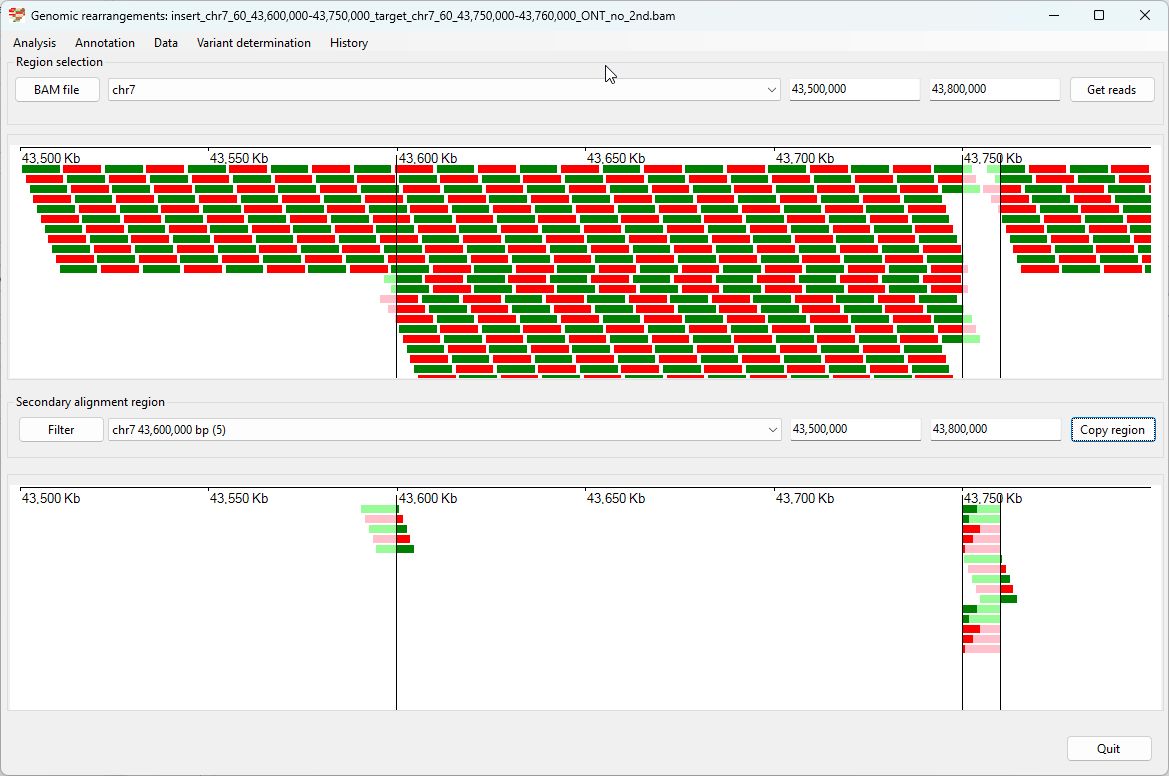 Genomic rearrangements: insert_chr7_60_43,600,000-43,750,000_target_chr7_60_43,750,000-43,760,000_ONT_no_2nd.bam
Analysis Annotation Data Variant determination History
Region selection
BAM file chr7 43,500,000 43,800,000 Get reads
43,500 Kb 43,550 Kb 43,600 Kb 43,650 Kb 43,700 Kb 43,750 Kb
Secondary alignment region
Filter chr7 43,600,000 bp (5) 43,500,000 43,800,000 Copy region
43,500 Kb 43,550 Kb 43,600 Kb 43,650 Kb 43,700 Kb 43,750 Kb
Quit